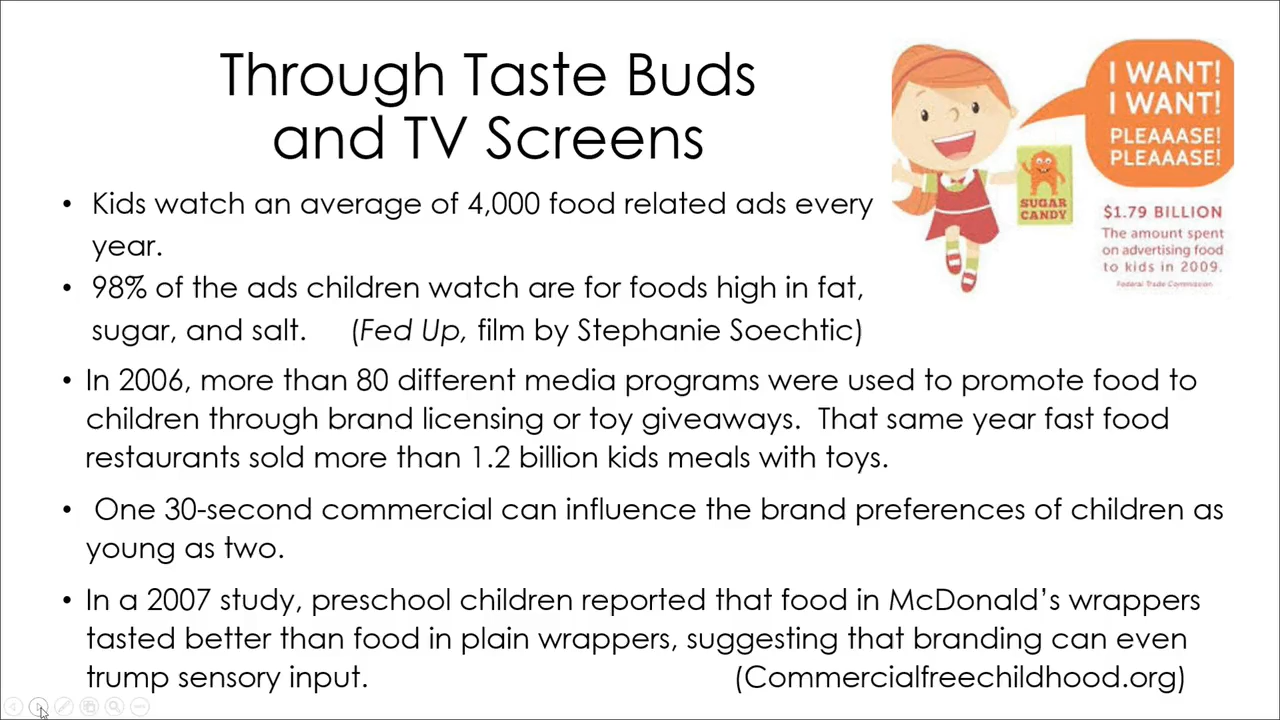 Through Taste Buds
and TV Screens
I WANT!
I WANT!
PLEAAASE!
PLEAAASE!
SUGAR
CANDY
$1.79 BILLION
The amount spent
on advertising food
to kids in 2009.
Federal Trade Commission
• Kids watch an average of 4,000 food related ads every
year.
• 98% of the ads children watch are for foods high in fat,
sugar, and salt. (Fed Up, film by Stephanie Soechtic)
• In 2006, more than 80 different media programs were used to promote food to
children through brand licensing or toy giveaways. That same year fast food
restaurants sold more than 1.2 billion kids meals with toys.
• One 30-second commercial can influence the brand preferences of children as
young as two.
• In a 2007 study, preschool children reported that food in McDonald’s wrappers
tasted better than food in plain wrappers, suggesting that branding can even
trump sensory input. (Commercialfreechildhood.org)